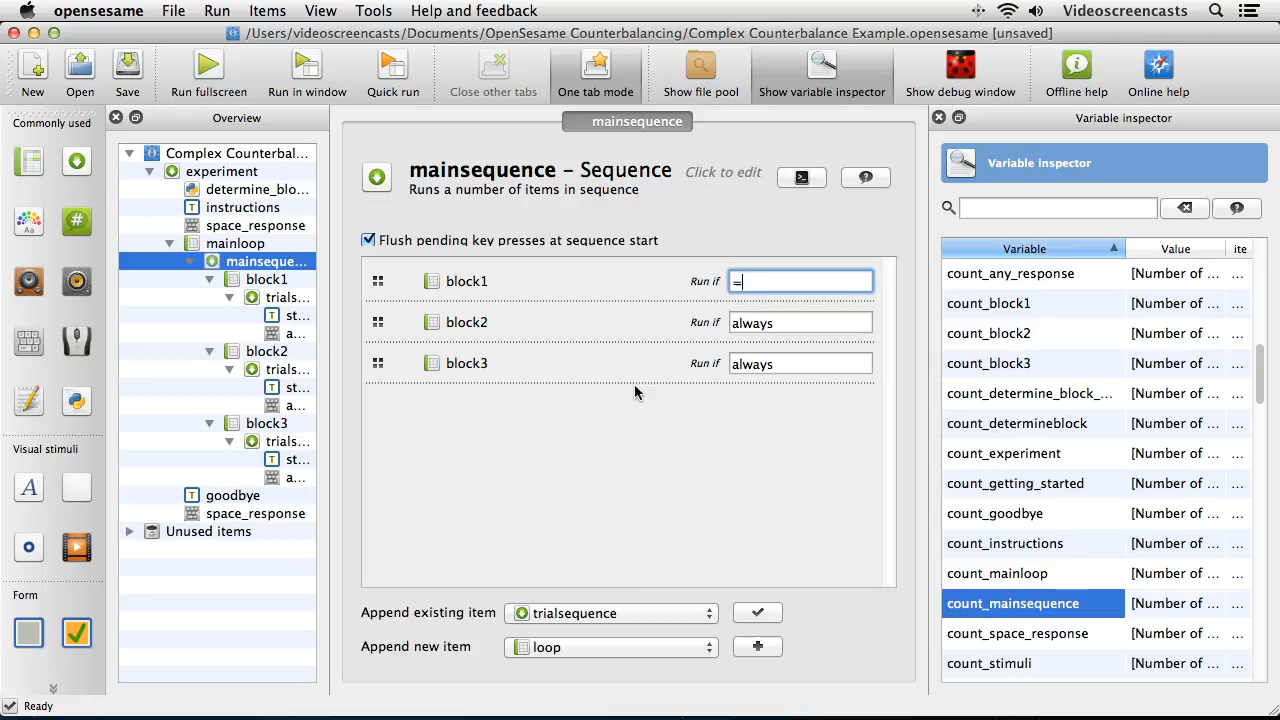 opensesame File Run Items View Tools Help and feedback Videoscreencasts
/Users/videoscreencasts/Documents/OpenSesame Counterbalancing/Complex Counterbalance Example.opensesame [unsaved]
New Open Save Run fullscreen Run in window Quick run Close other tabs One tab mode Show file pool Show variable inspector Show debug window Offline help Online help
Commonly used
Aa
Visual stimuli
A
Form
Overview
Complex Counterbal...
experiment
determine_blo...
T instructions
space_response
mainloop
mainseque...
block1
trials...
T st...
a...
block2
trials...
T st...
a...
block3
trials...
T st...
a...
T goodbye
space_response
Unused items
mainsequence
mainsequence – Sequence Click to edit
Runs a number of items in sequence
Flush pending key presses at sequence start
block1 Run if =
block2 Run if always
block3 Run if always
Append existing item trialsequence
Append new item loop
Variable inspector
Variable inspector
Variable Value ite
count_any_response [Number of ... ...
count_block1 [Number of ... ...
count_block2 [Number of ... ...
count_block3 [Number of ... ...
count_determine_block_... [Number of ... ...
count_determineblock [Number of ... ...
count_experiment [Number of ... ...
count_getting_started [Number of ... ...
count_goodbye [Number of ... ...
count_instructions [Number of ... ...
count_mainloop [Number of ... ...
count_mainsequence [Number of ... ...
count_space_response [Number of ... ...
count_stimuli [Number of ... ...
Ready